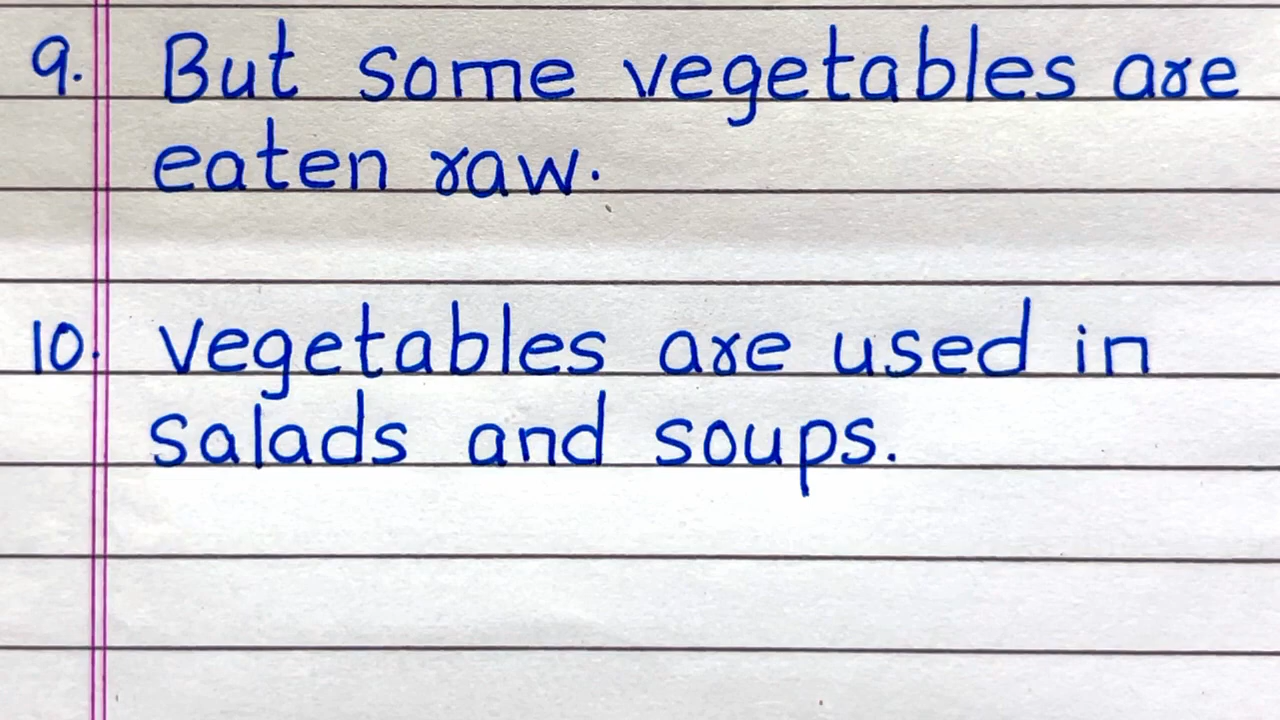 9. But some vegetables are
eaten raw.
10. Vegetables are used in
salads and soups.